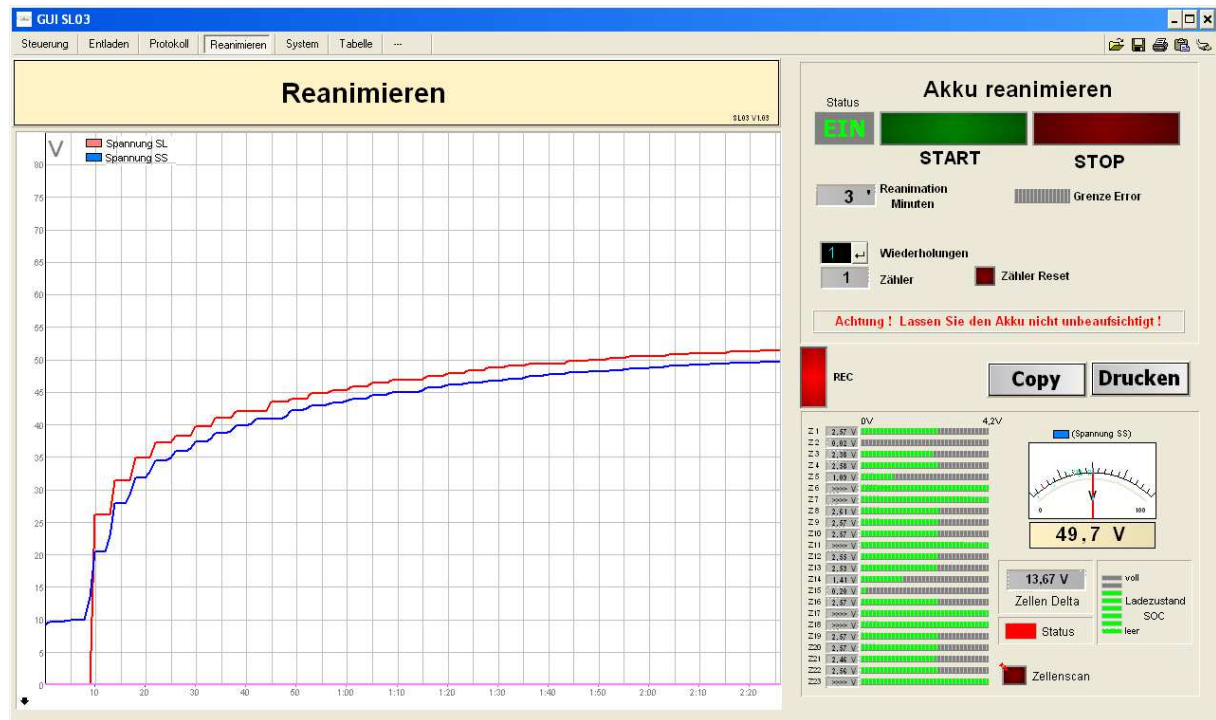 GUI SL03
Steuerung Entladen Protokoll Reanimieren System Tabelle ---
Reanimieren
SL03 V1.03
V
Spannung SL
Spannung SS
80
75
70
65
60
55
50
45
40
35
30
25
20
15
10
5
0
10 20 30 40 50 1:00 1:10 1:20 1:30 1:40 1:50 2:00 2:10 2:20
Akku reanimieren
Status
EIN
START
STOP
3 Reanimation Minuten
Grenze Error
1 Wiederholungen
1 Zähler
Zähler Reset
Achtung ! Lassen Sie den Akku nicht unbeaufsichtigt !
REC
Copy
Drucken
0V 4,2V
Z1 2,57 V
Z2 0,02 V
Z3 2,38 V
Z4 2,58 V
Z5 1,09 V
Z6 >>>> V
Z7 >>>> V
Z8 2,61 V
Z9 2,57 V
Z10 2,57 V
Z11 >>>> V
Z12 2,55 V
Z13 2,53 V
Z14 1,41 V
Z15 0,20 V
Z16 2,57 V
Z17 >>>> V
Z18 >>>> V
Z19 2,57 V
Z20 2,57 V
Z21 2,46 V
Z22 2,56 V
Z23 >>>> V
(Spannung SS)
V
0 100
49,7 V
13,67 V
Zellen Delta
Status
voll
Ladezustand
SOC
leer
Zellenscan